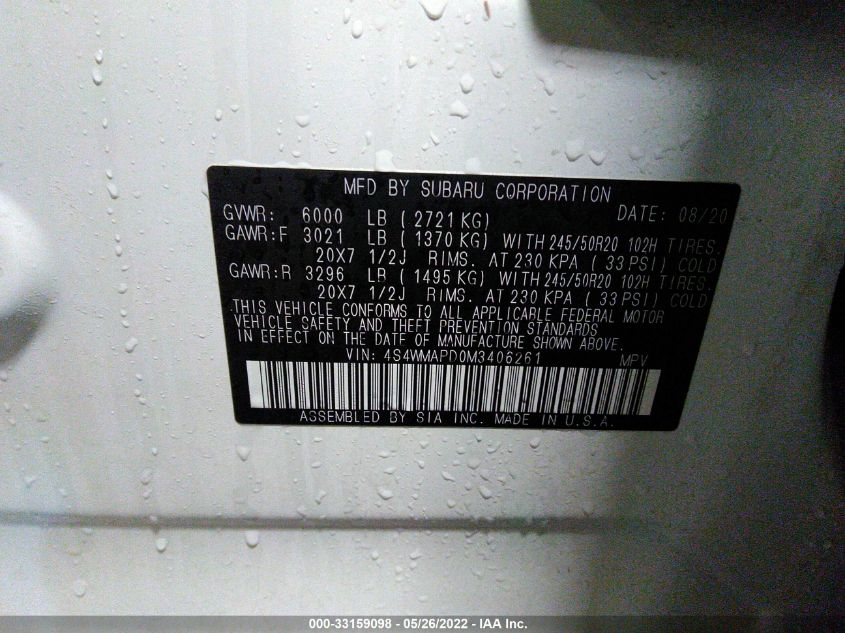 MFD BY SUBARU CORPORATION
GVWR: 6000 LB ( 2721 KG) DATE: 08/20
GAWR:F 3021 LB ( 1370 KG) WITH 245/50R20 102H TIRES.
20X7 1/2J RIMS. AT 230 KPA ( 33 PSI) COLD
GAWR:R 3296 LB ( 1495 KG) WITH 245/50R20 102H TIRES.
20X7 1/2J RIMS. AT 230 KPA ( 33 PSI) COLD
THIS VEHICLE CONFORMS TO ALL APPLICABLE FEDERAL MOTOR
VEHICLE SAFETY AND THEFT PREVENTION STANDARDS
IN EFFECT ON THE DATE OF MANUFACTURE SHOWN ABOVE.
VIN: 4S4WMAPD0M3406261 MPV
ASSEMBLED BY SIA INC. MADE IN U.S.A.
000-33159098 - 05/26/2022 - IAA Inc.